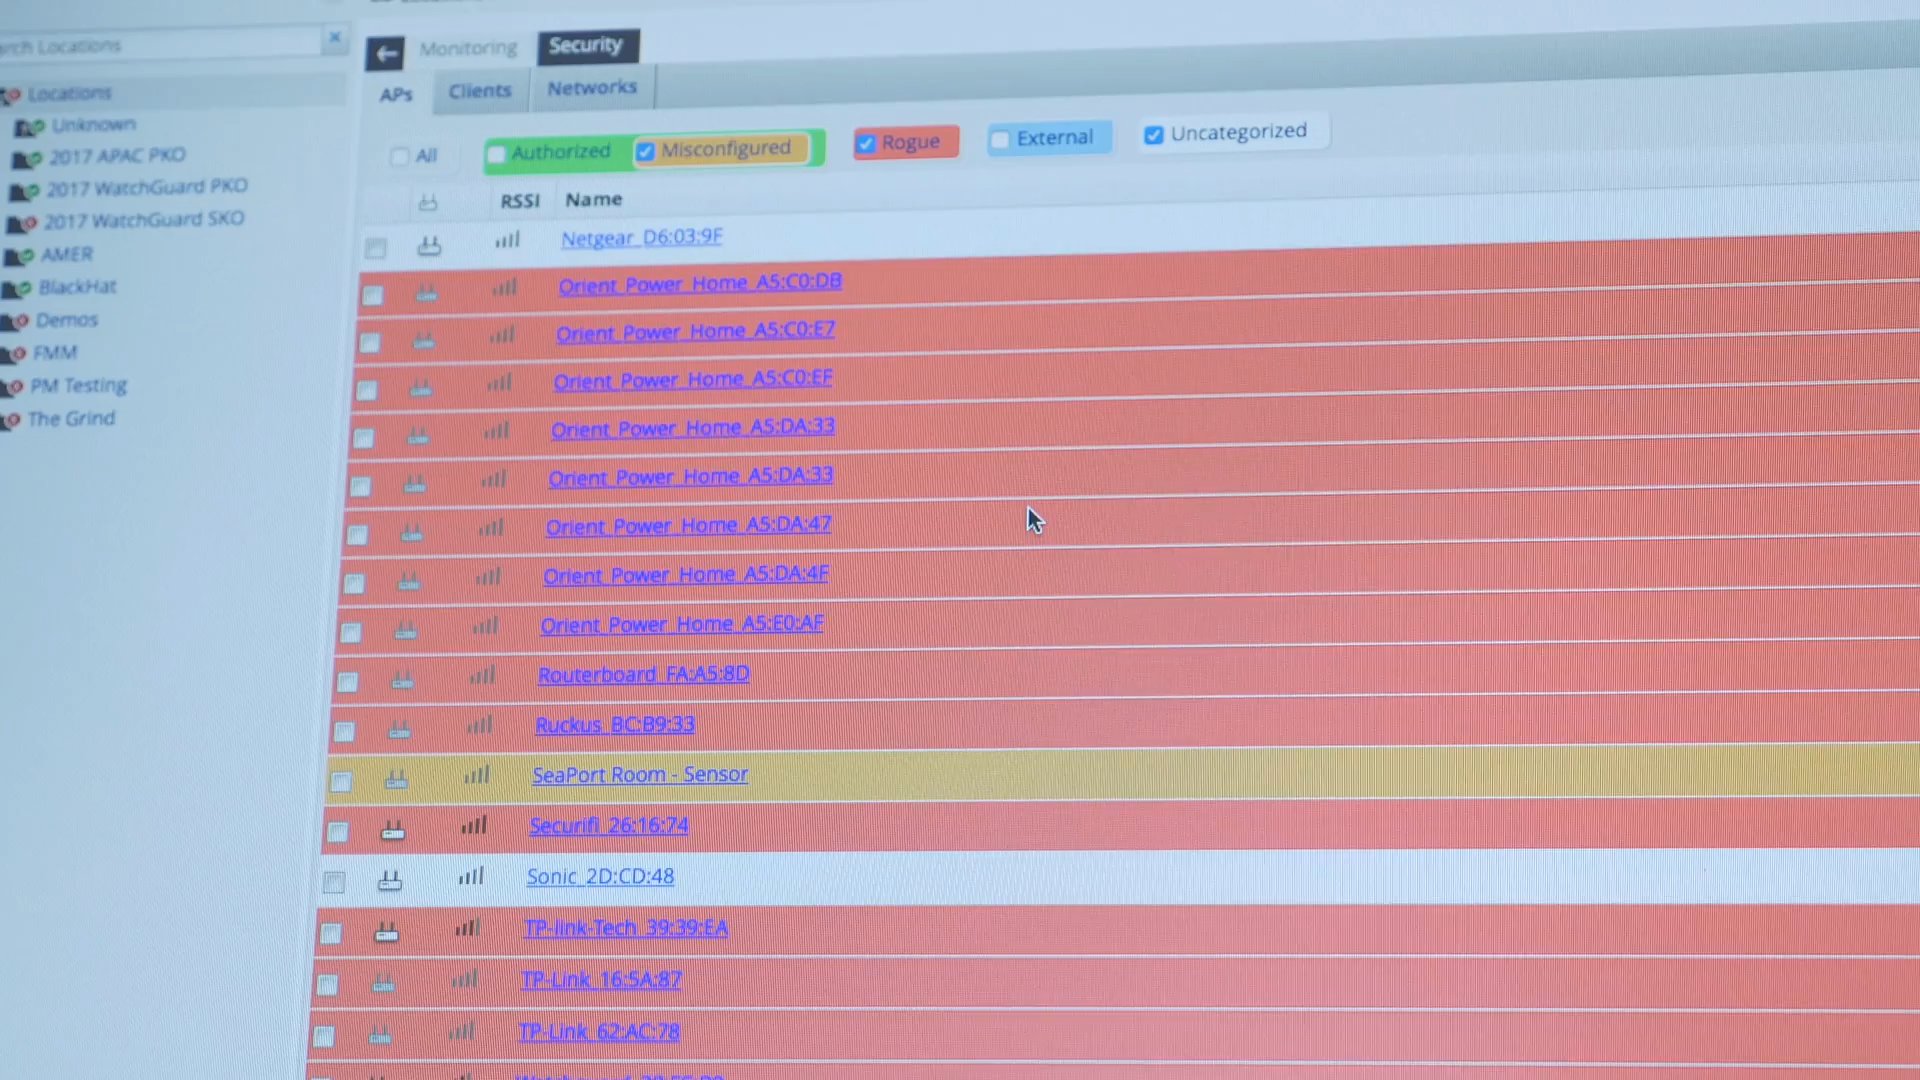 Locations
Monitoring Security
APs Clients Networks
All Authorized Misconfigured Rogue External Uncategorized
RSSI Name
Locations
Unknown
2017 APAC PKO
2017 WatchGuard PKO
2017 WatchGuard SKO
AMER
BlackHat
Demos
FMM
PM Testing
The Grind
Netgear_D6:03:9F
Orient_Power_Home_A5:C0:DB
Orient_Power_Home_A5:C0:E7
Orient_Power_Home_A5:C0:EF
Orient_Power_Home_A5:DA:33
Orient_Power_Home_A5:DA:33
Orient_Power_Home_A5:DA:47
Orient_Power_Home_A5:DA:4F
Orient_Power_Home_A5:E0:AF
Routerboard_FA:A5:8D
Ruckus_BC:B9:33
SeaPort Room - Sensor
Securifi_26:16:74
Sonic_2D:CD:48
TP-link-Tech_39:39:EA
TP-Link_16:5A:87
TP-Link_62:AC:78